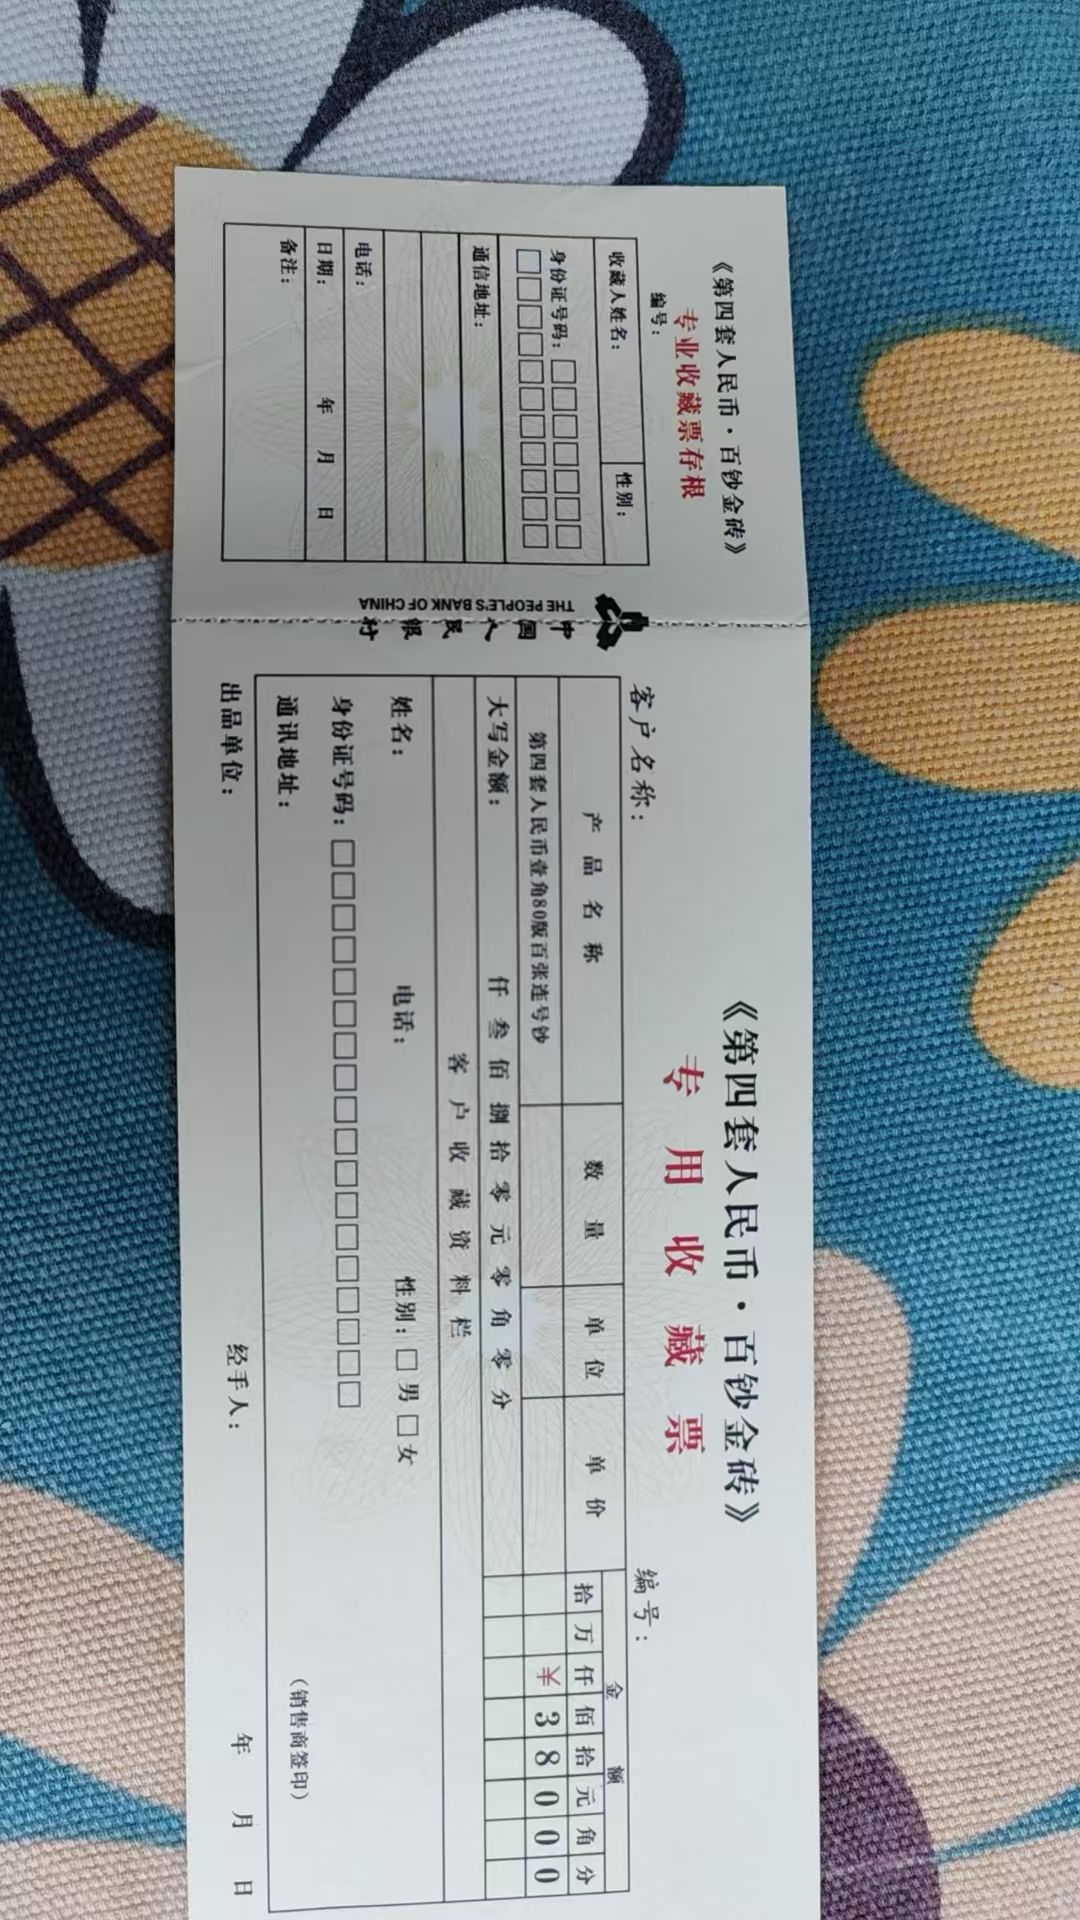 《第四套人民币·百钞金砖》
专业收藏票存根
编号：
收藏人姓名：
性别：
身份证号码：
通信地址：
电话：
日期： 年 月 日
备注：
THE PEOPLE'S BANK OF CHINA
中国人民银行
《第四套人民币·百钞金砖》
专用收藏票
客户名称： 编号：
产品名称 数量 单位 单价 金额
拾万仟佰拾元角分
第四套人民币壹角80版百张连号钞 ¥38000
大写金额： 仟叁佰捌拾零元零角零分
客户收藏资料栏
姓名： 电话： 性别：□男□女
身份证号码：□□□□□□□□□□□□□□□□□□
通讯地址：
（销售商签印）
出品单位： 经手人： 年 月 日